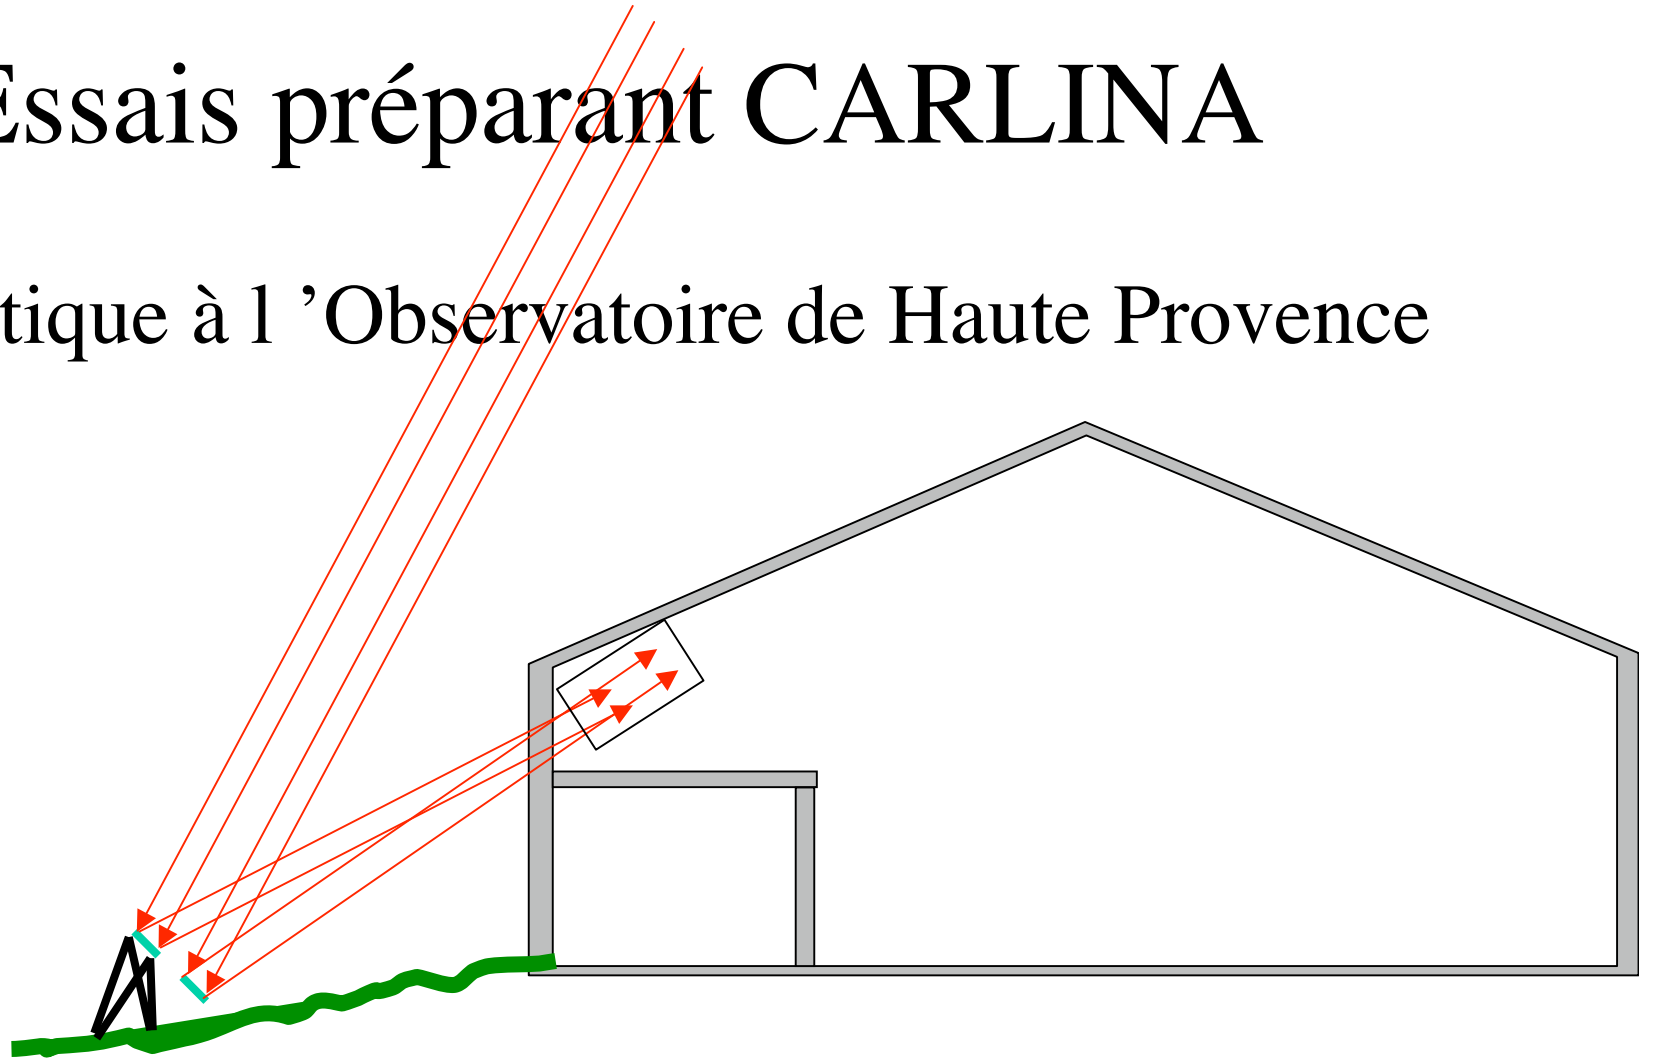 Essais préparant CARLINA
tique à l ’Observatoire de Haute Provence